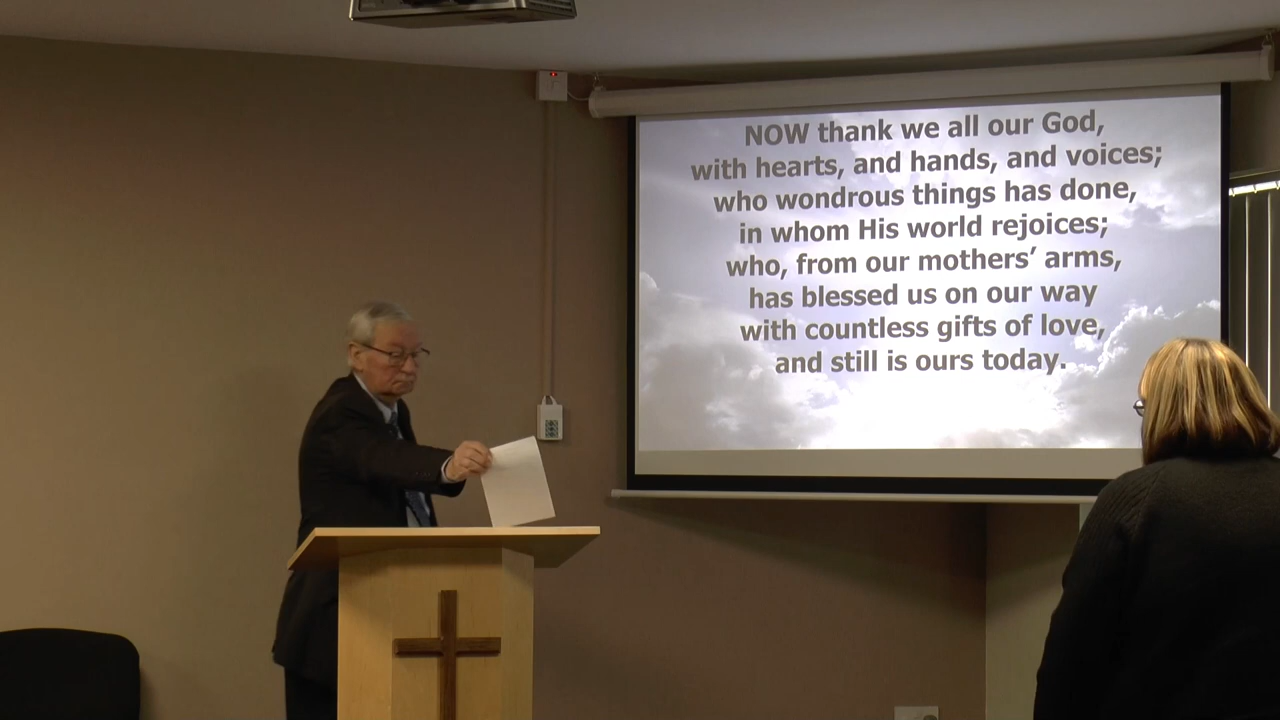 NOW thank we all our God,
with hearts, and hands, and voices;
who wondrous things has done,
in whom His world rejoices;
who, from our mothers’ arms,
has blessed us on our way
with countless gifts of love,
and still is ours today.